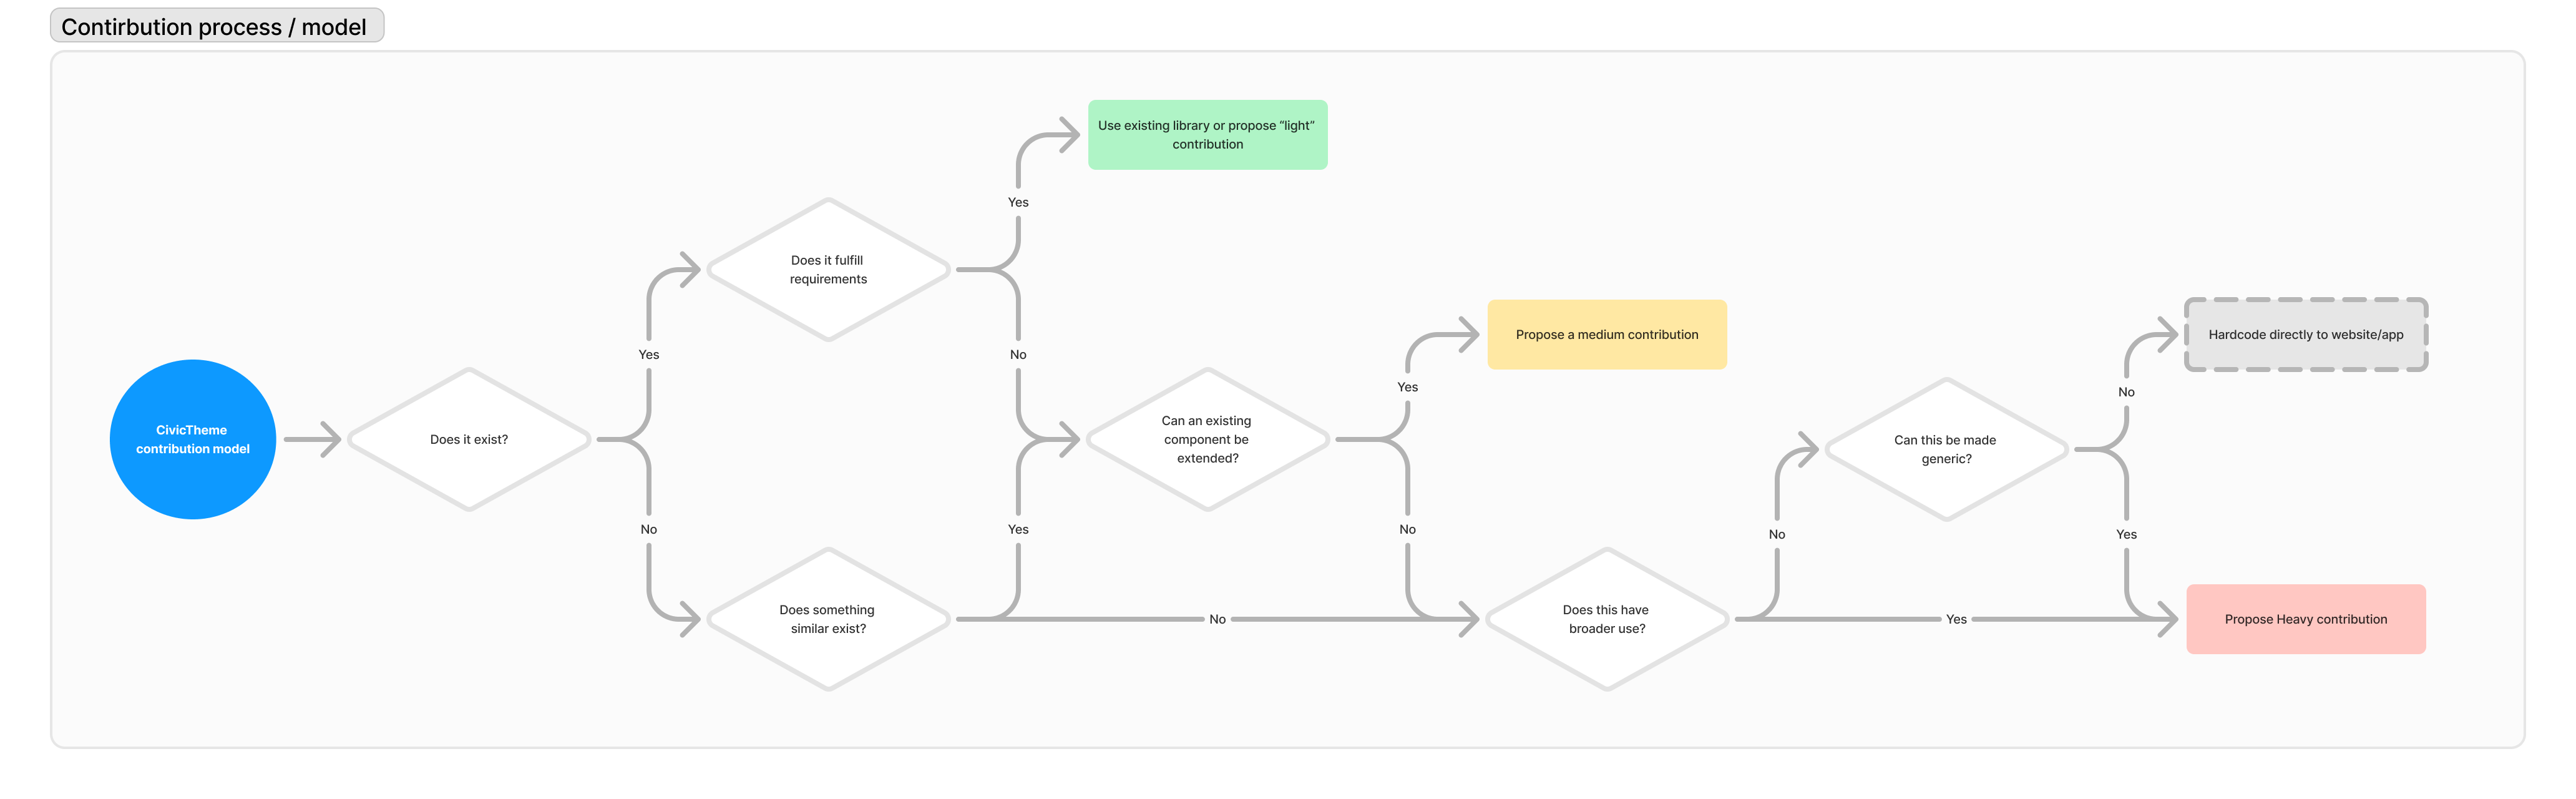 Contirbution process / model
Use existing library or propose “light”
contribution
Yes
Does it fulfill
requirements
Yes
No
CivicTheme
contribution model
Does it exist?
No
Does something
similar exist?
Yes
No
Can an existing
component be
extended?
Yes
Propose a medium contribution
No
Does this have
broader use?
No
Yes
Can this be made
generic?
No
Hardcode directly to website/app
Yes
Propose Heavy contribution